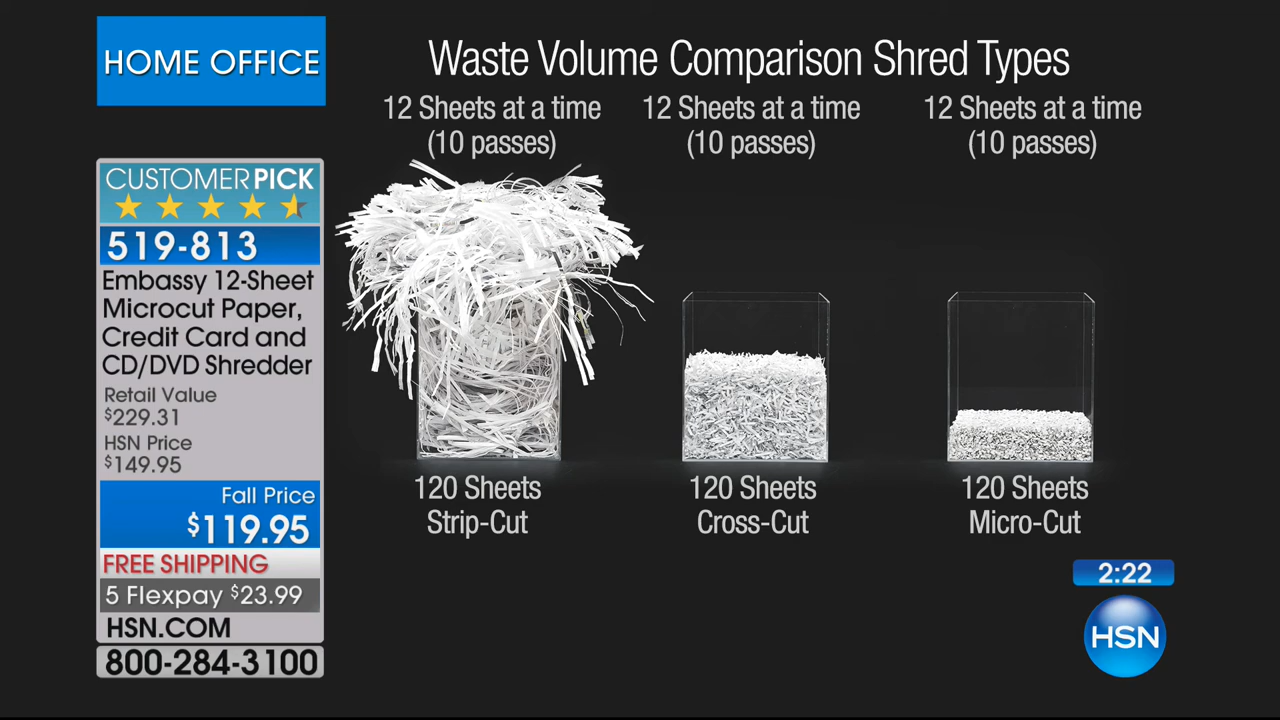 HOME OFFICE
CUSTOMER PICK
519-813
Embassy 12-Sheet
Microcut Paper,
Credit Card and
CD/DVD Shredder
Retail Value
$229.31
HSN Price
$149.95
Fall Price
$119.95
FREE SHIPPING
5 Flexpay $23.99
HSN.COM
800-284-3100
Waste Volume Comparison Shred Types
12 Sheets at a time
(10 passes)
12 Sheets at a time
(10 passes)
12 Sheets at a time
(10 passes)
120 Sheets
Strip-Cut
120 Sheets
Cross-Cut
120 Sheets
Micro-Cut
2:22
HSN